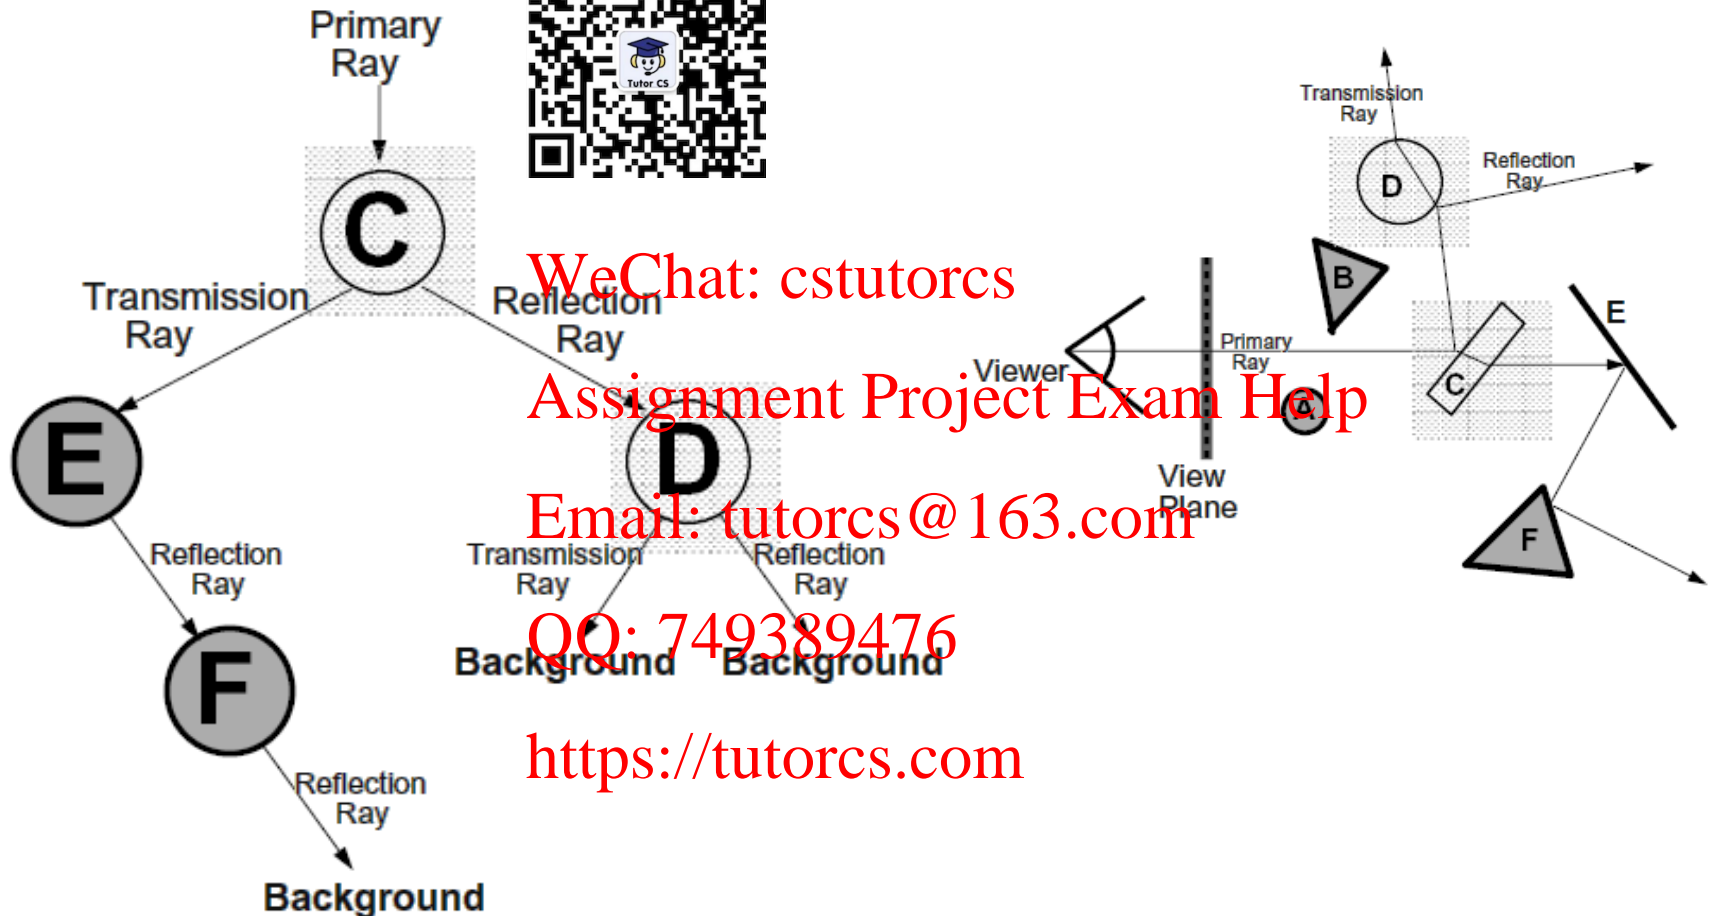 Primary
Ray
Tutor CS
C
Transmission
Ray
Reflection
Ray
E
D
Reflection
Ray
Transmission
Ray
Reflection
Ray
Background
Background
F
Reflection
Ray
Background
WeChat: cstutorcs
Assignment Project Exam Help
Email: tutorcs@163.com
QQ: 749389476
https://tutorcs.com
Transmission
Ray
D
Reflection
Ray
B
E
Viewer
Primary
Ray
C
A
View
Plane
F